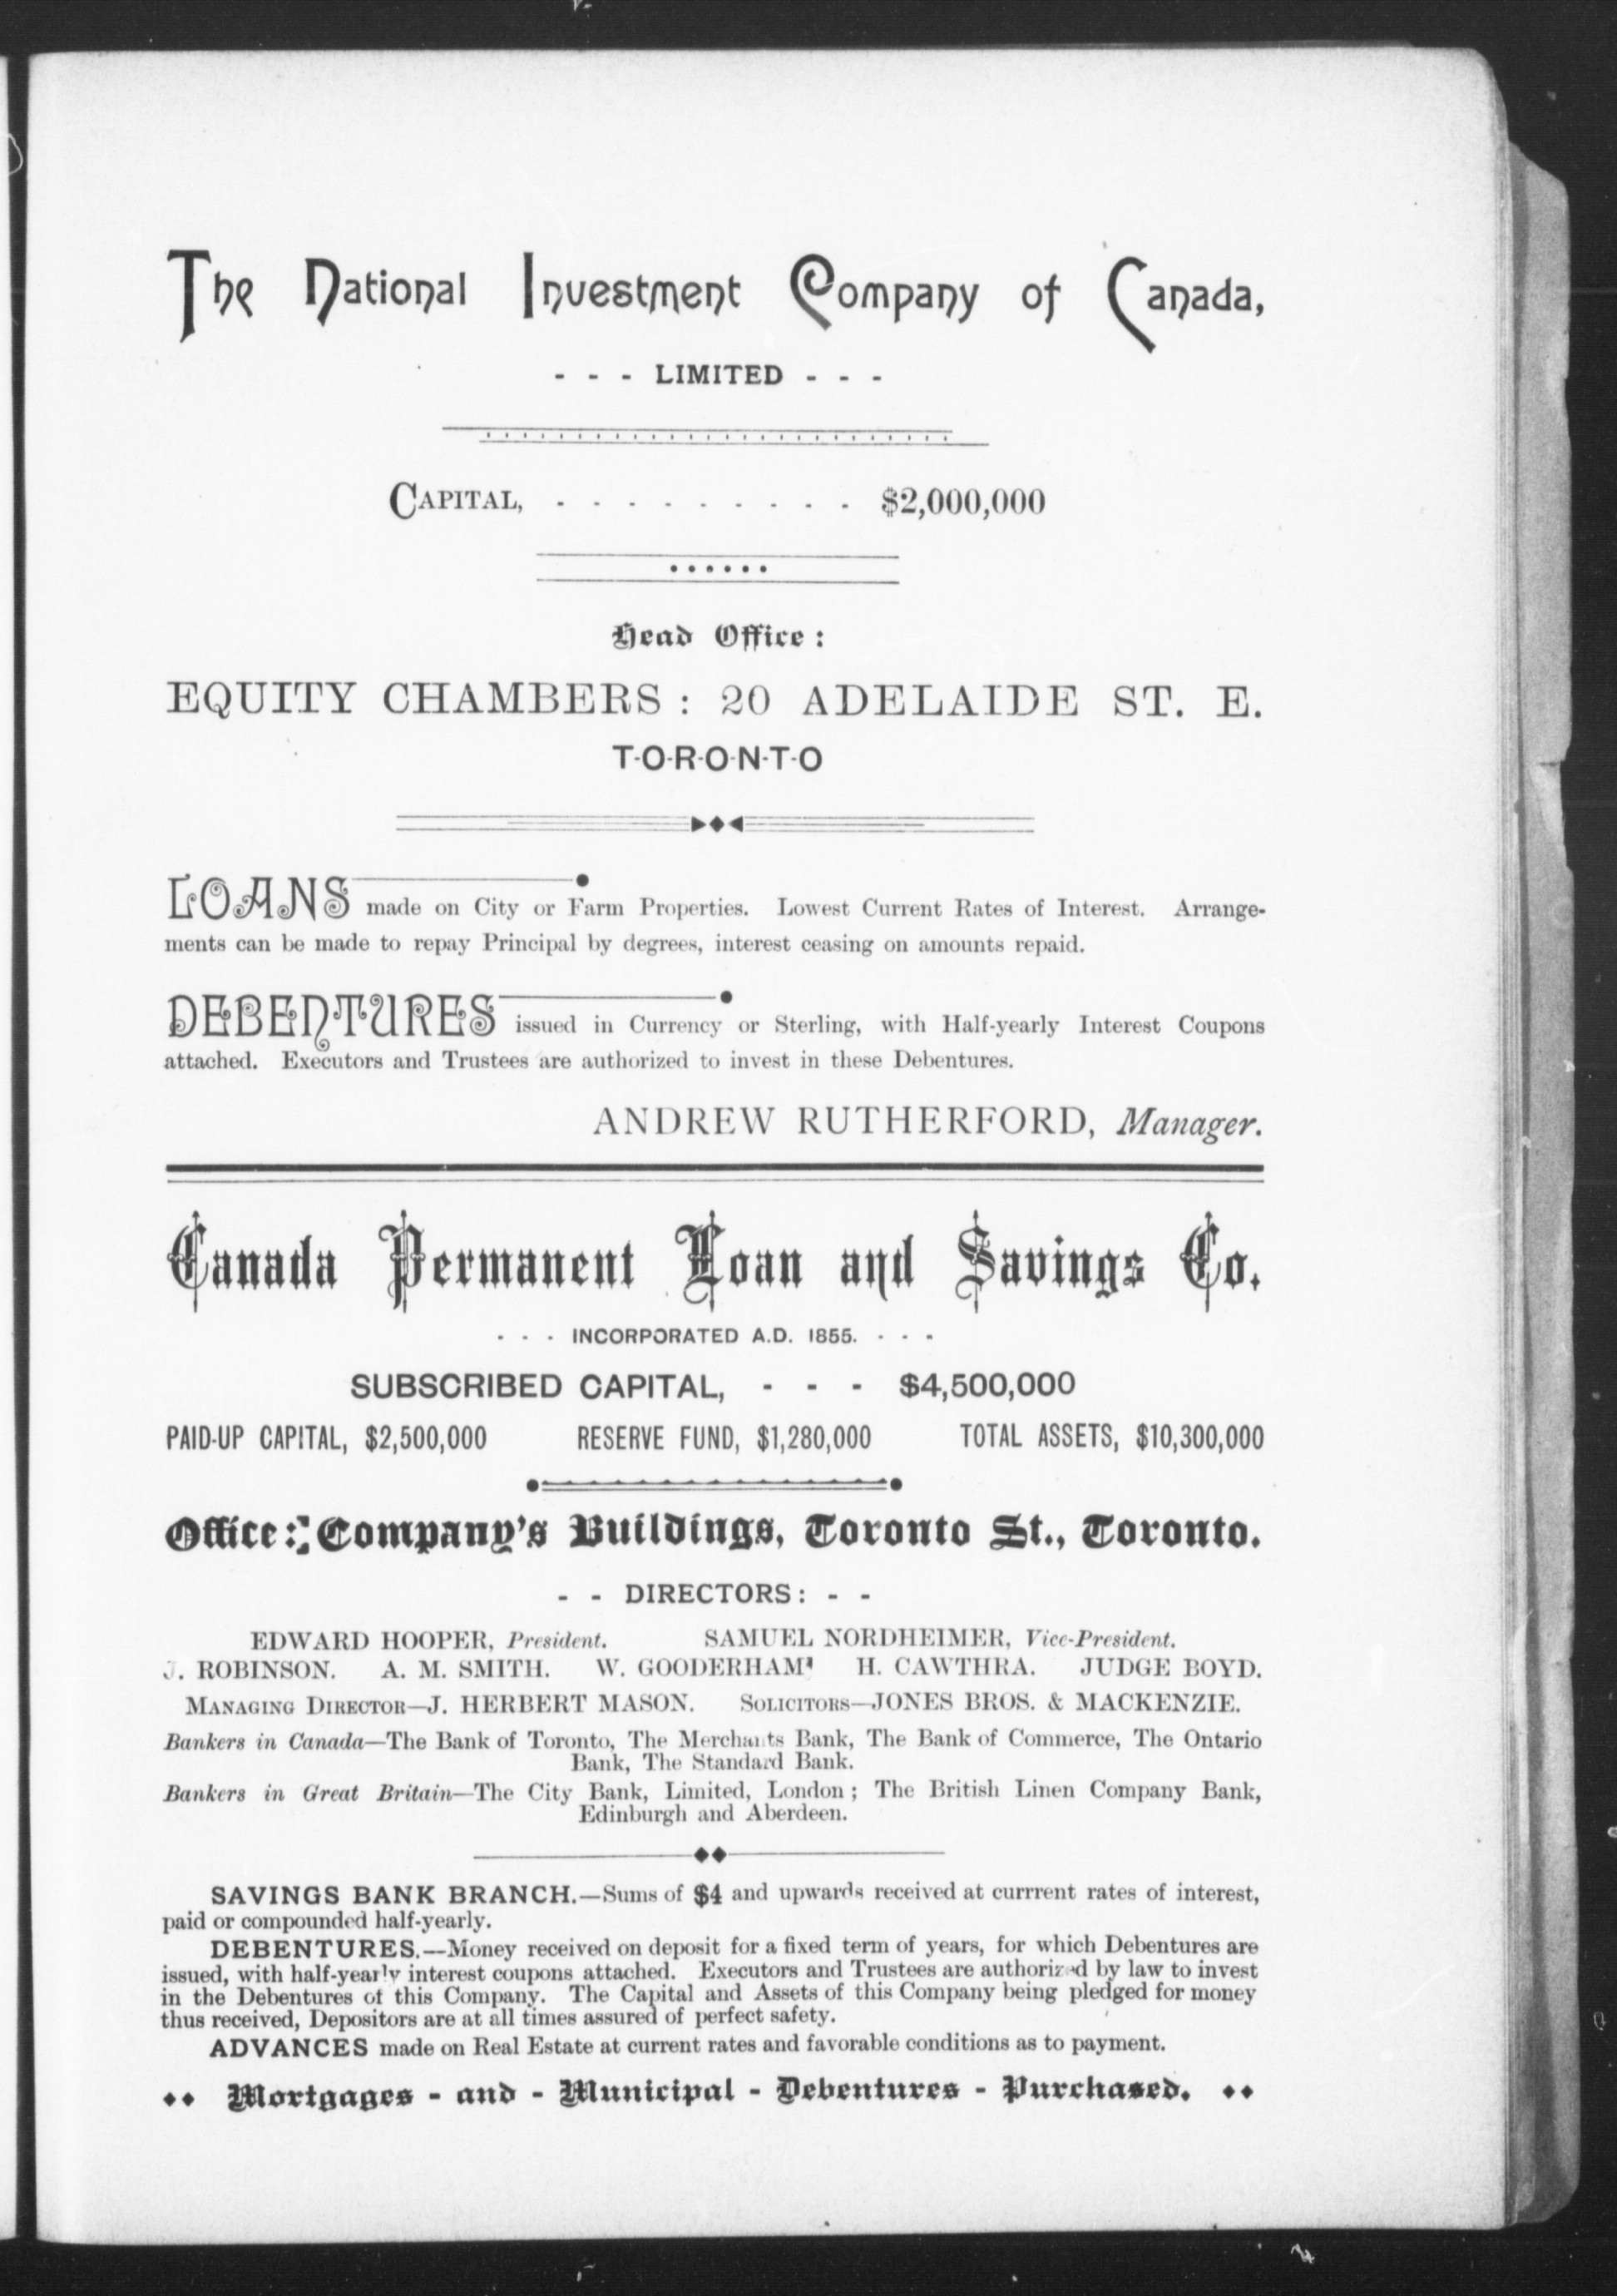 The National Investment Company of Canada,
- - - LIMITED - - -
CAPITAL, - - - - - - - - - $2,000,000
Head Office :
EQUITY CHAMBERS : 20 ADELAIDE ST. E.
T-O-R-O-N-T-O
LOANS made on City or Farm Properties. Lowest Current Rates of Interest. Arrange-
ments can be made to repay Principal by degrees, interest ceasing on amounts repaid.
DEBENTURES issued in Currency or Sterling, with Half-yearly Interest Coupons
attached. Executors and Trustees are authorized to invest in these Debentures.
ANDREW RUTHERFORD, Manager.
Canada Permanent Loan and Savings Co.
- - - INCORPORATED A.D. 1855. - - -
SUBSCRIBED CAPITAL, - - - $4,500,000
PAID-UP CAPITAL, $2,500,000 RESERVE FUND, $1,280,000 TOTAL ASSETS, $10,300,000
Office: Company's Buildings, Toronto St., Toronto.
- - DIRECTORS: - -
EDWARD HOOPER, President. SAMUEL NORDHEIMER, Vice-President.
J. ROBINSON. A. M. SMITH. W. GOODERHAM H. CAWTHRA. JUDGE BOYD.
MANAGING DIRECTOR—J. HERBERT MASON. SOLICITORS—JONES BROS. & MACKENZIE.
Bankers in Canada—The Bank of Toronto, The Merchants Bank, The Bank of Commerce, The Ontario
Bank, The Standard Bank.
Bankers in Great Britain—The City Bank, Limited, London ; The British Linen Company Bank,
Edinburgh and Aberdeen.
SAVINGS BANK BRANCH.—Sums of $4 and upwards received at currrent rates of interest,
paid or compounded half-yearly.
DEBENTURES.—Money received on deposit for a fixed term of years, for which Debentures are
issued, with half-yearly interest coupons attached. Executors and Trustees are authorized by law to invest
in the Debentures of this Company. The Capital and Assets of this Company being pledged for money
thus received, Depositors are at all times assured of perfect safety.
ADVANCES made on Real Estate at current rates and favorable conditions as to payment.
Mortgages - and - Municipal - Debentures - Purchased.